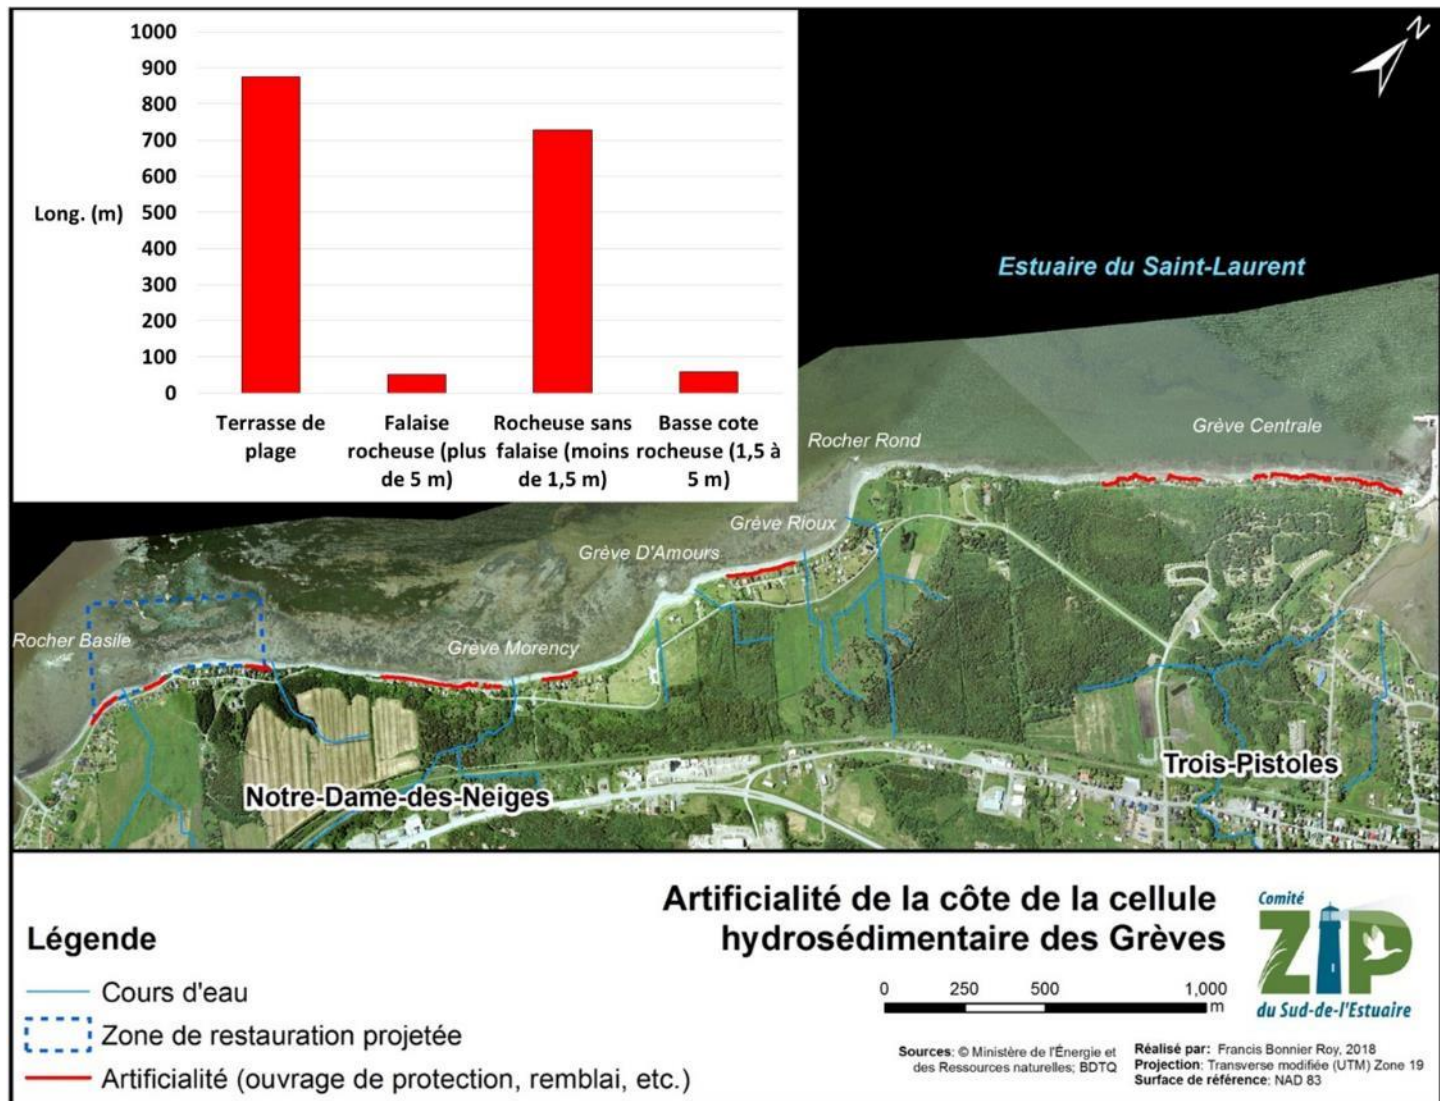 1000
900
800
700
600
500
400
300
200
100
0
Long. (m)
Terrasse de
plage
Falaise
rocheuse (plus
de 5 m)
Rocheuse sans
falaise (moins
de 1,5 m)
Basse cote
rocheuse (1,5 à
5 m)
N
Estuaire du Saint-Laurent
Grève Centrale
Rocher Rond
Grève Rioux
Grève D'Amours
Rocher Basile
Grève Morency
Trois-Pistoles
Notre-Dame-des-Neiges
Légende
Cours d'eau
Zone de restauration projetée
Artificialité (ouvrage de protection, remblai, etc.)
Artificialité de la côte de la cellule
hydrosédimentaire des Grèves
0 250 500 1,000
m
Comité
ZIP
du Sud-de-l'Estuaire
Sources: © Ministère de l'Énergie et
des Ressources naturelles; BDTQ
Réalisé par: Francis Bonnier Roy, 2018
Projection: Transverse modifiée (UTM) Zone 19
Surface de référence: NAD 83